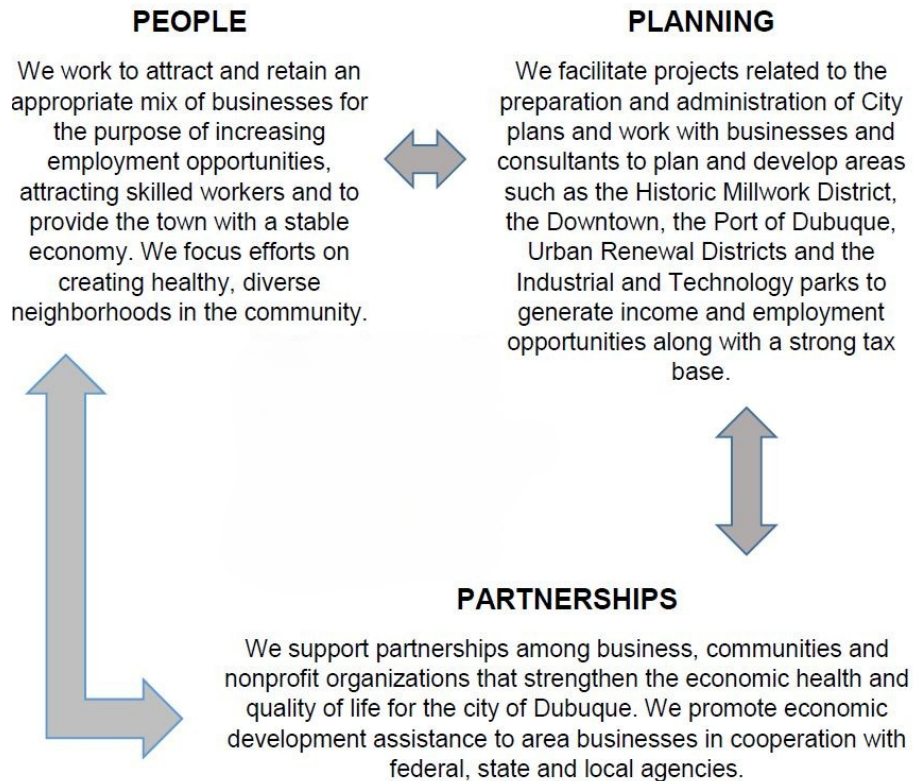 PEOPLE
We work to attract and retain an
appropriate mix of businesses for
the purpose of increasing
employment opportunities,
attracting skilled workers and to
provide the town with a stable
economy. We focus efforts on
creating healthy, diverse
neighborhoods in the community.
PLANNING
We facilitate projects related to the
preparation and administration of City
plans and work with businesses and
consultants to plan and develop areas
such as the Historic Millwork District,
the Downtown, the Port of Dubuque,
Urban Renewal Districts and the
Industrial and Technology parks to
generate income and employment
opportunities along with a strong tax
base.
PARTNERSHIPS
We support partnerships among business, communities and
nonprofit organizations that strengthen the economic health and
quality of life for the city of Dubuque. We promote economic
development assistance to area businesses in cooperation with
federal, state and local agencies.